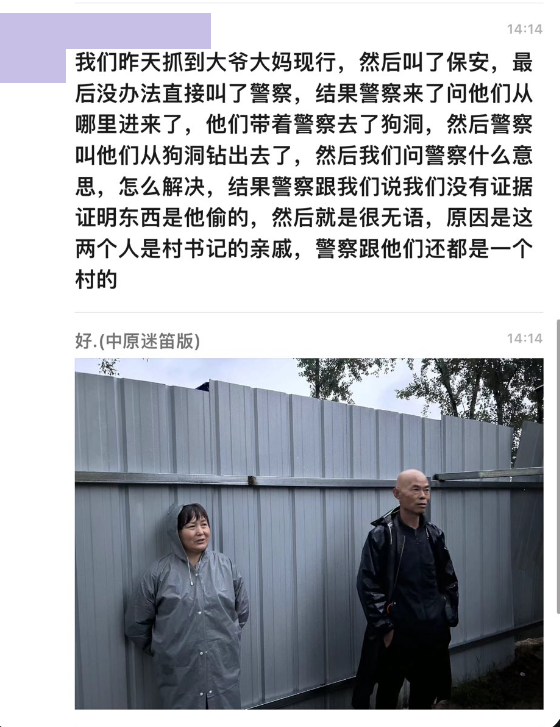 14:14
我们昨天抓到大爷大妈现行，然后叫了保安，最
后没办法直接叫了警察，结果警察来了问他们从
哪里进来了，他们带着警察去了狗洞，然后警察
叫他们从狗洞钻出去了，然后我们问警察什么意
思，怎么解决，结果警察跟我们说我们没有证据
证明东西是他偷的，然后就是很无语，原因是这
两个人是村书记的亲戚，警察跟他们还都是一个
村的
好.(中原迷笛版)
14:14